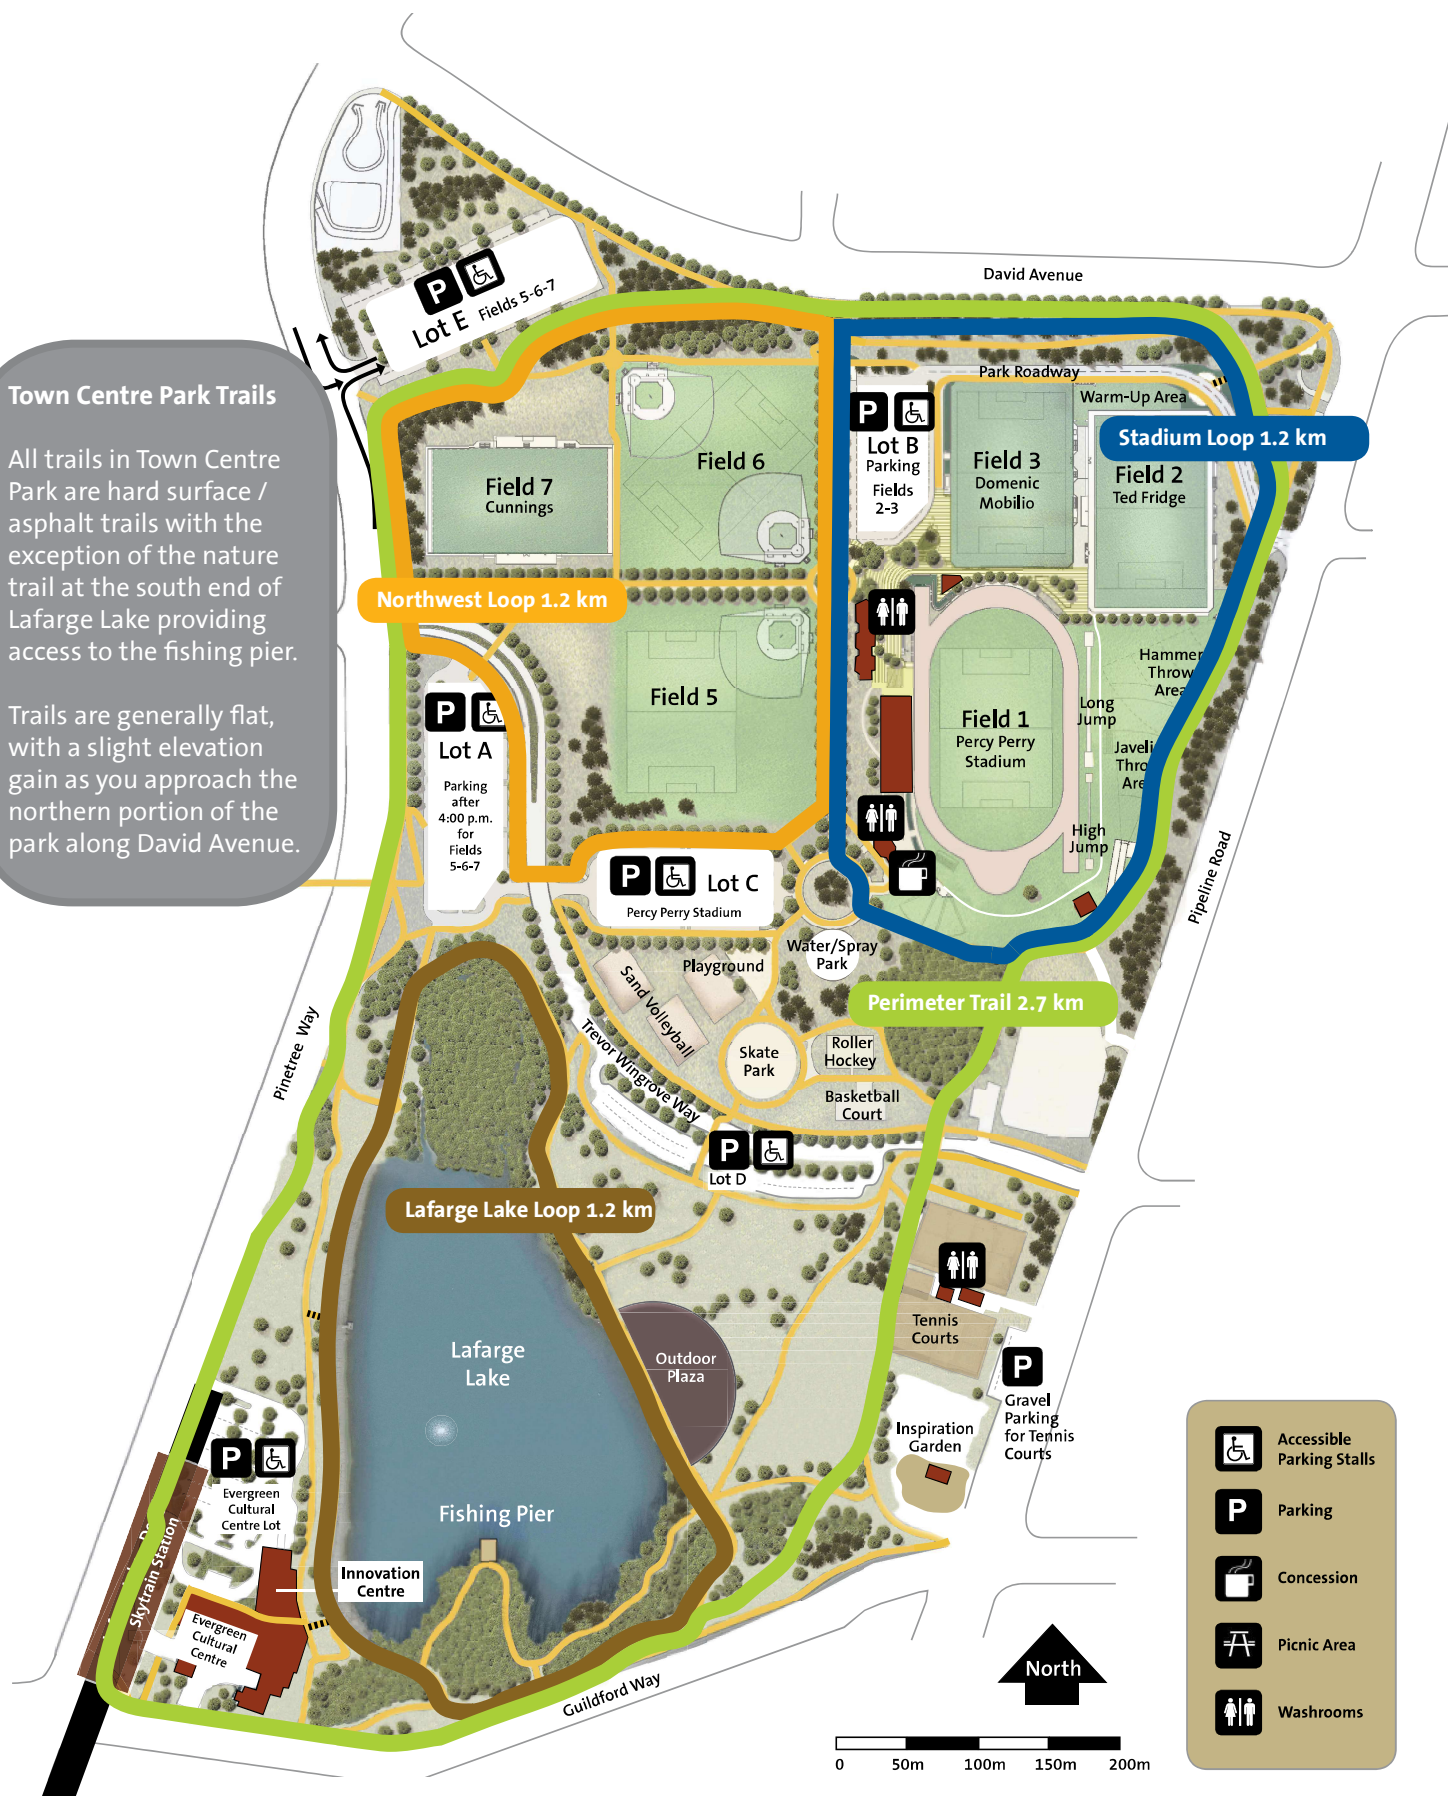 David Avenue
Lot E Fields 5-6-7
Town Centre Park Trails
All trails in Town Centre
Park are hard surface /
asphalt trails with the
exception of the nature
trail at the south end of
Lafarge Lake providing
access to the fishing pier.
Trails are generally flat,
with a slight elevation
gain as you approach the
northern portion of the
park along David Avenue.
Park Roadway
Warm-Up Area
Stadium Loop 1.2 km
P
Lot B
Parking
Fields
2-3
Field 3
Domenic
Mobilio
Field 2
Ted Fridge
Field 6
Field 7
Cunnings
Northwest Loop 1.2 km
Hammer
Throw
Area
Long
Jump
Field 5
Field 1
Percy Perry
Stadium
P
Lot A
Parking
after
4:00 p.m.
for
Fields
5-6-7
High
Jump
P
Lot C
Percy Perry Stadium
Pipeline Road
Water/Spray
Park
Playground
Sand Volleyball
Perimeter Trail 2.7 km
Pinetree Way
Trevor Wingrove Way
Skate
Park
Roller
Hockey
Basketball
Court
P
Lot D
Lafarge Lake Loop 1.2 km
Tennis
Courts
Lafarge
Lake
Outdoor
Plaza
P
Gravel
Parking
for Tennis
Courts
Inspiration
Garden
P
Evergreen
Cultural
Centre Lot
Fishing Pier
Skytrain Station
Innovation
Centre
Evergreen
Cultural
Centre
Guildford Way
North
0 50m 100m 150m 200m
Accessible
Parking Stalls
P
Parking
Concession
Picnic Area
Washrooms